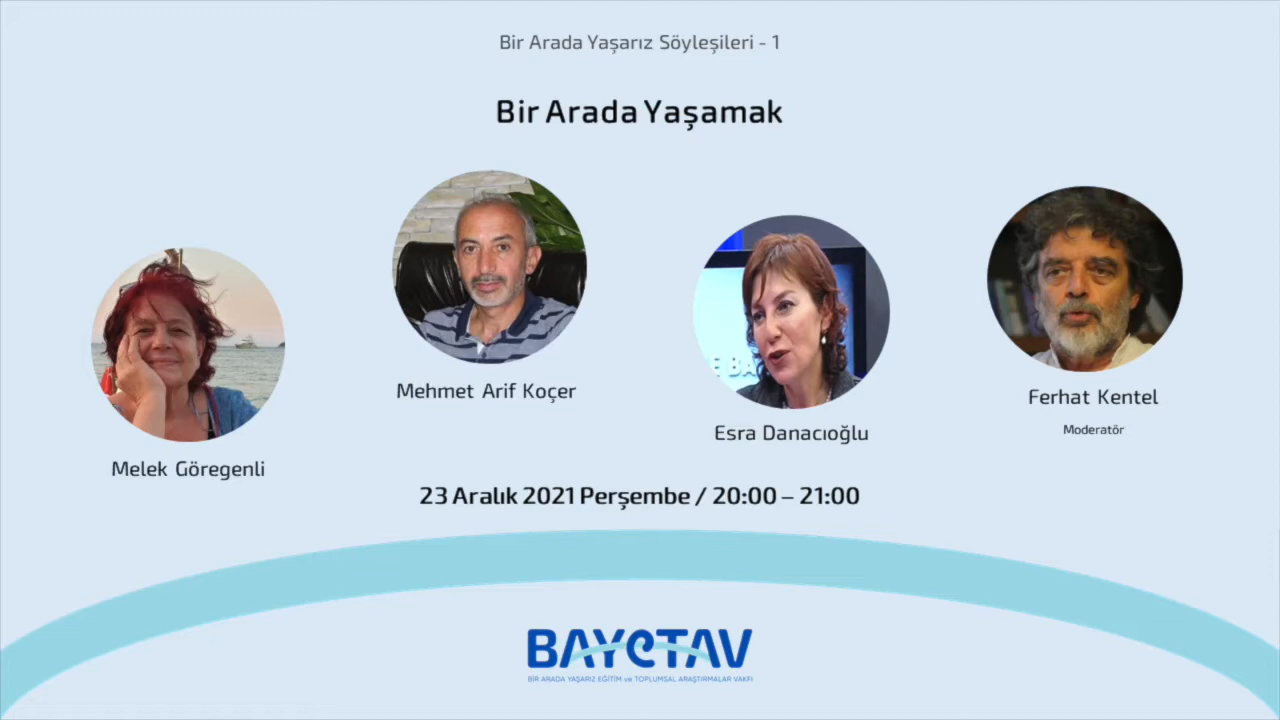 Bir Arada Yaşarız Söyleşileri - 1
Bir Arada Yaşamak
Melek Göregenli
Mehmet Arif Koçer
Esra Danacıoğlu
Ferhat Kentel
Moderatör
23 Aralık 2021 Perşembe / 20:00 – 21:00
BAYETAV
BİR ARADA YAŞARIZ EĞİTİM ve TOPLUMSAL ARAŞTIRMALAR VAKFI